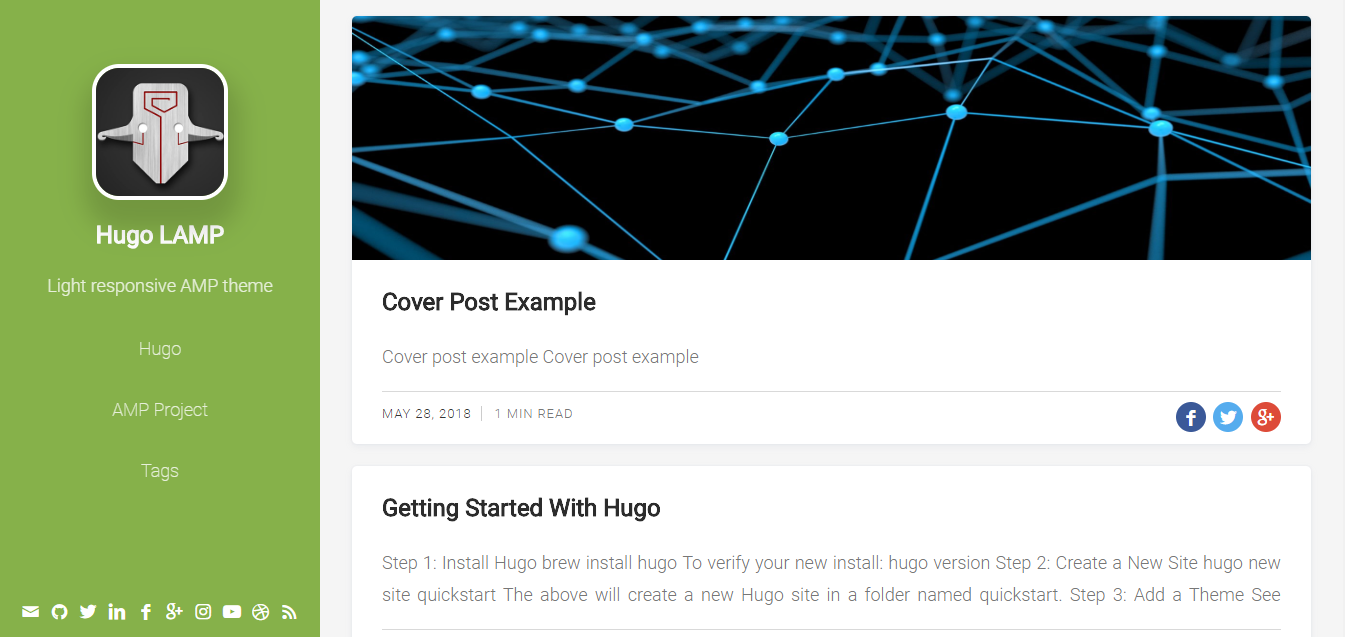 Hugo LAMP
Light responsive AMP theme
Hugo
AMP Project
Tags
Cover Post Example
Cover post example Cover post example
MAY 28, 2018
1 MIN READ
Getting Started With Hugo
Step 1: Install Hugo brew install hugo To verify your new install: hugo version Step 2: Create a New Site hugo new
site quickstart The above will create a new Hugo site in a folder named quickstart. Step 3: Add a Theme See